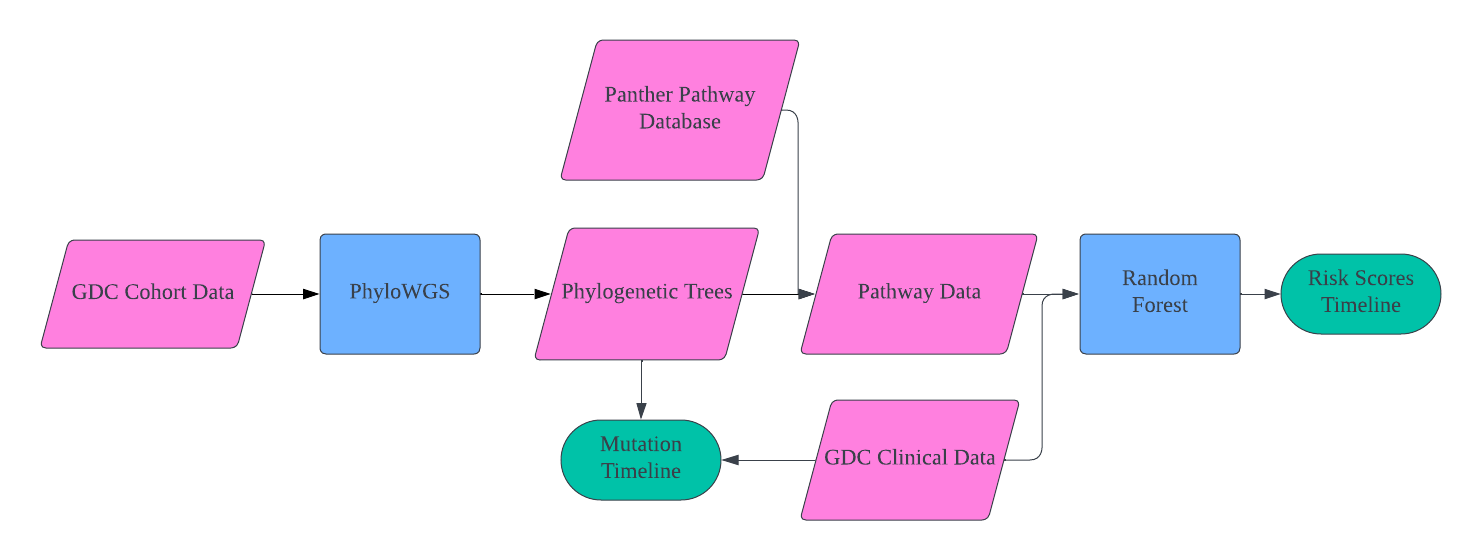 Panther Pathway
Database
GDC Cohort Data
PhyloWGS
Phylogenetic Trees
Pathway Data
Random
Forest
Risk Scores
Timeline
Mutation
Timeline
GDC Clinical Data